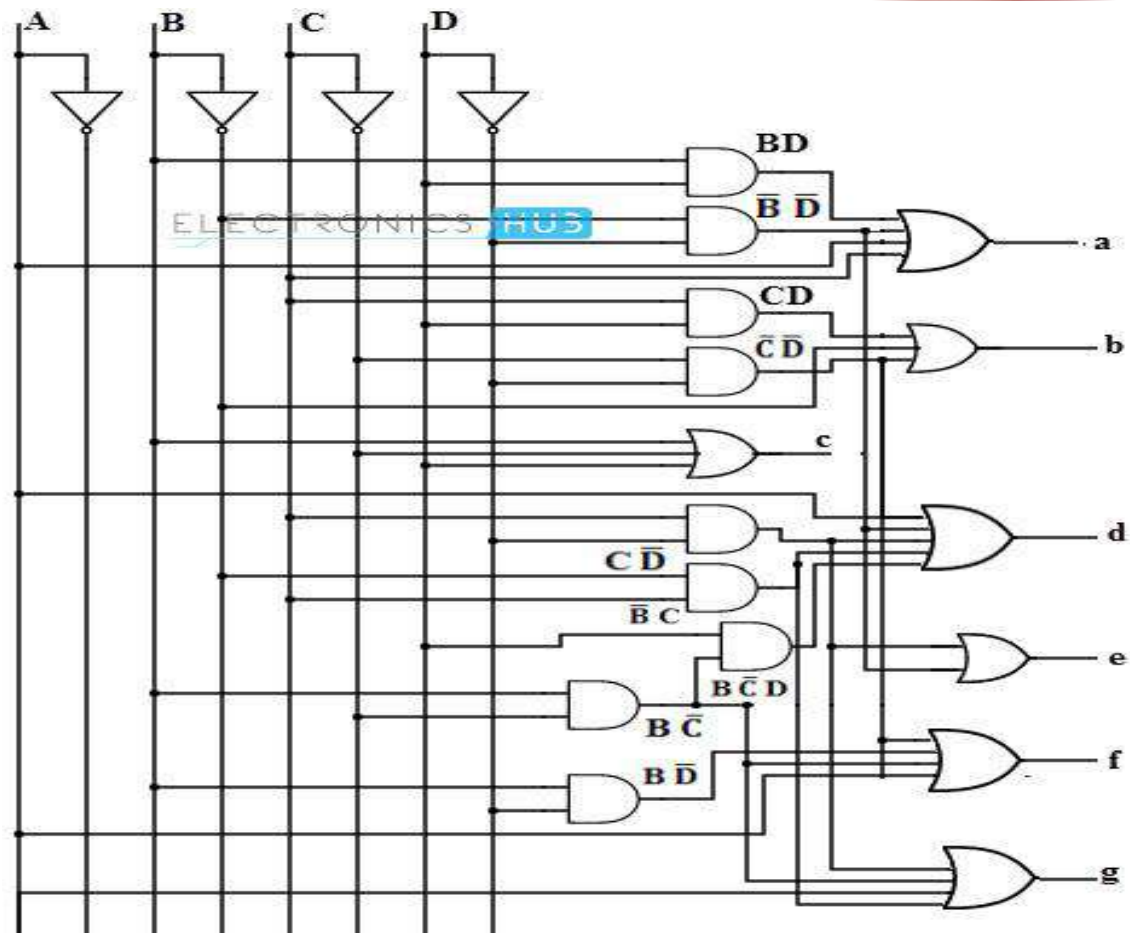 A B C D
BD
B̅ D̅
ELECTRONICS HUB
a
CD
C̅ D̅
b
c
d
C D̅
B̅ C
e
B C̅ D
B C̅
f
B D̅
g